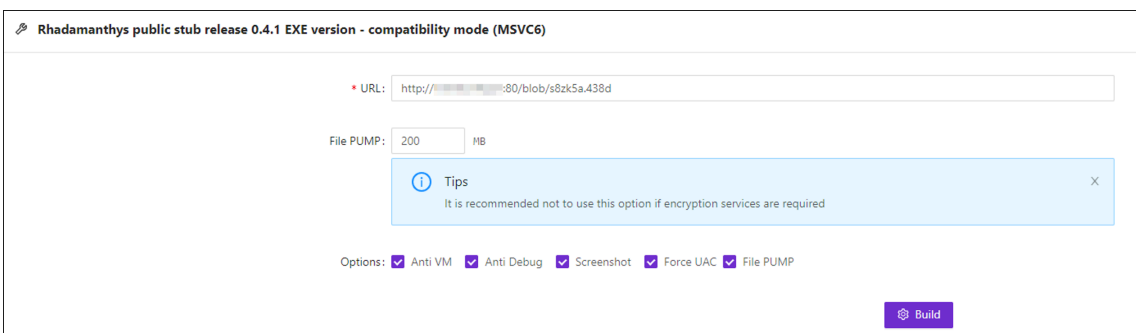 Rhadamanthys public stub release 0.4.1 EXE version - compatibility mode (MSVC6)
* URL: http:// :80/blob/s8zk5a.438d
File PUMP: 200 MB
Tips X
It is recommended not to use this option if encryption services are required
Options: Anti VM Anti Debug Screenshot Force UAC File PUMP
Build